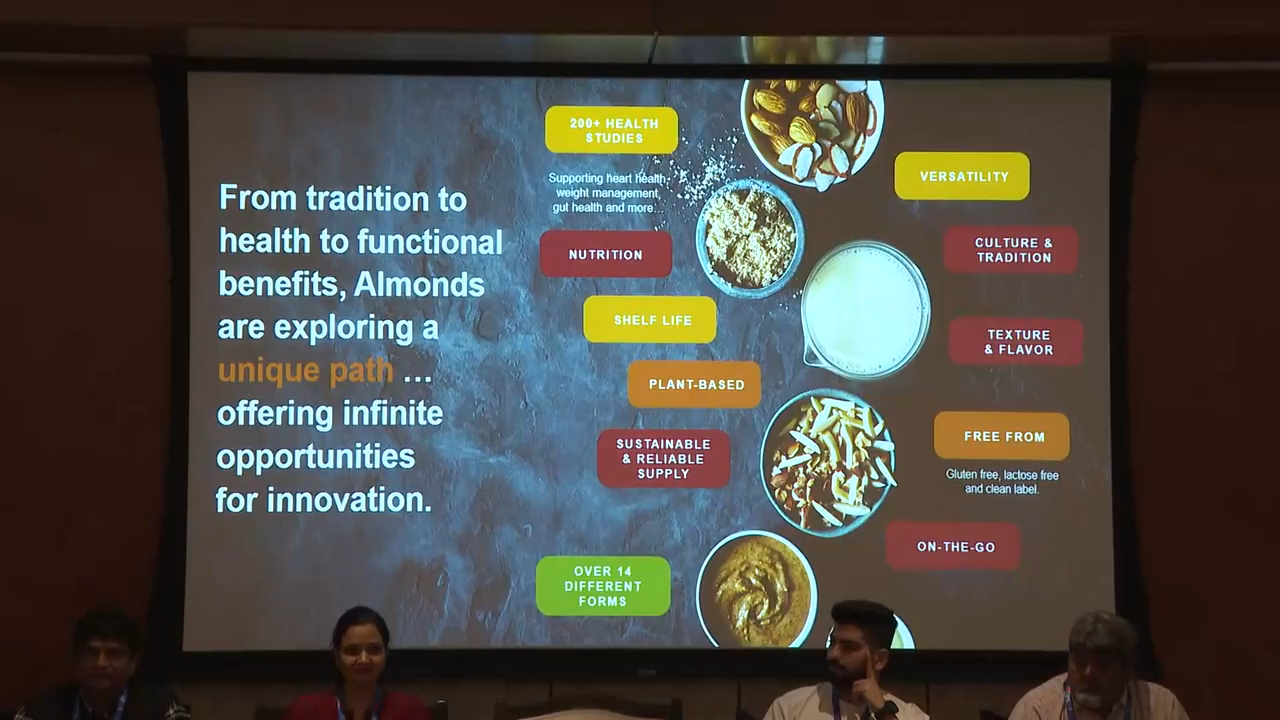 From tradition to
health to functional
benefits, Almonds
are exploring a
unique path ...
offering infinite
opportunities
for innovation.
200+ HEALTH
STUDIES
Supporting heart health,
weight management,
gut health and more...
NUTRITION
SHELF LIFE
PLANT-BASED
SUSTAINABLE
& RELIABLE
SUPPLY
OVER 14
DIFFERENT
FORMS
VERSATILITY
CULTURE &
TRADITION
TEXTURE
& FLAVOR
FREE FROM
Gluten free, lactose free
and clean label.
ON-THE-GO